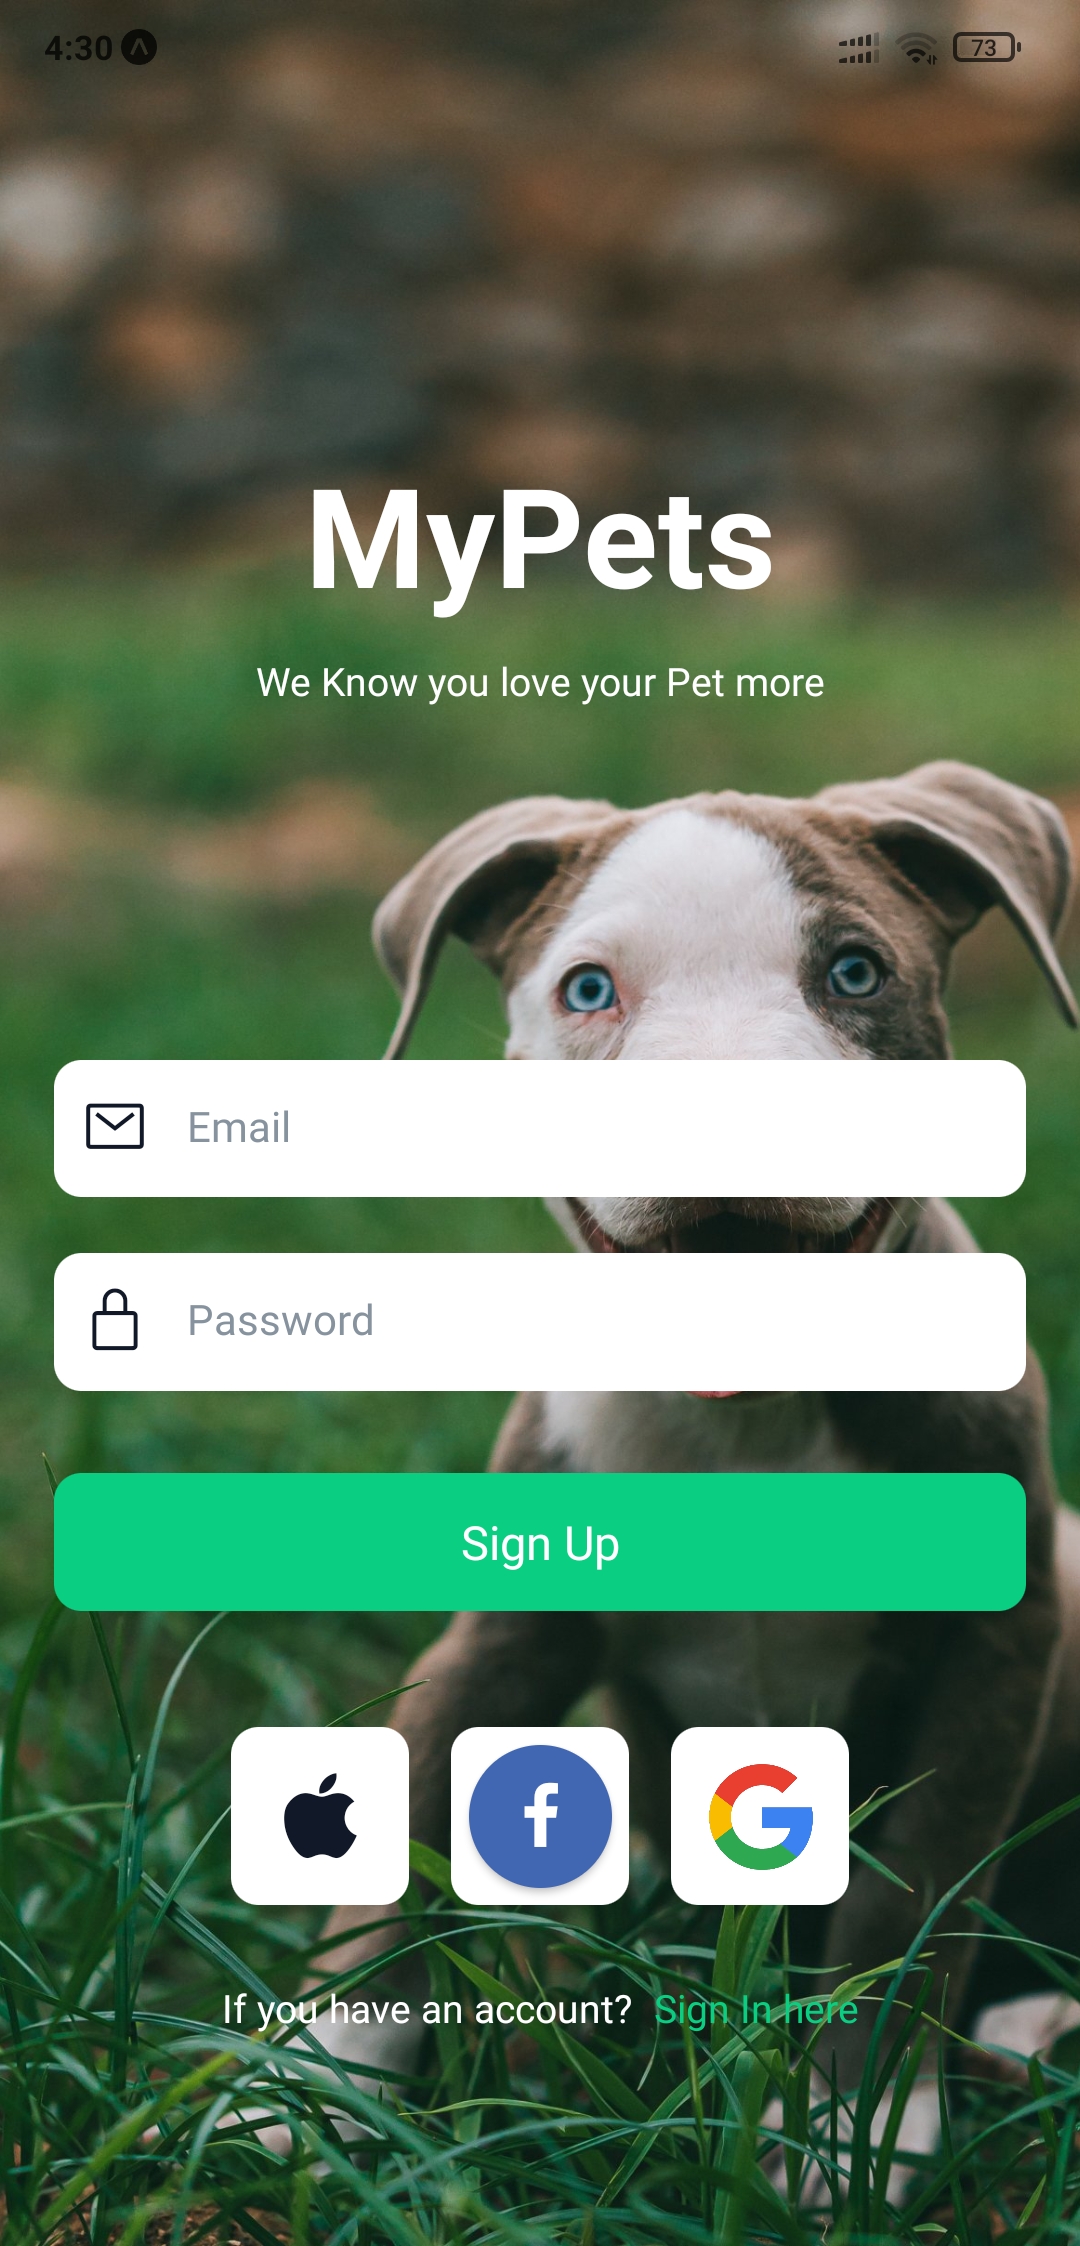 4:30
73
MyPets
We Know you love your Pet more
Email
Password
Sign Up
If you have an account? Sign In here